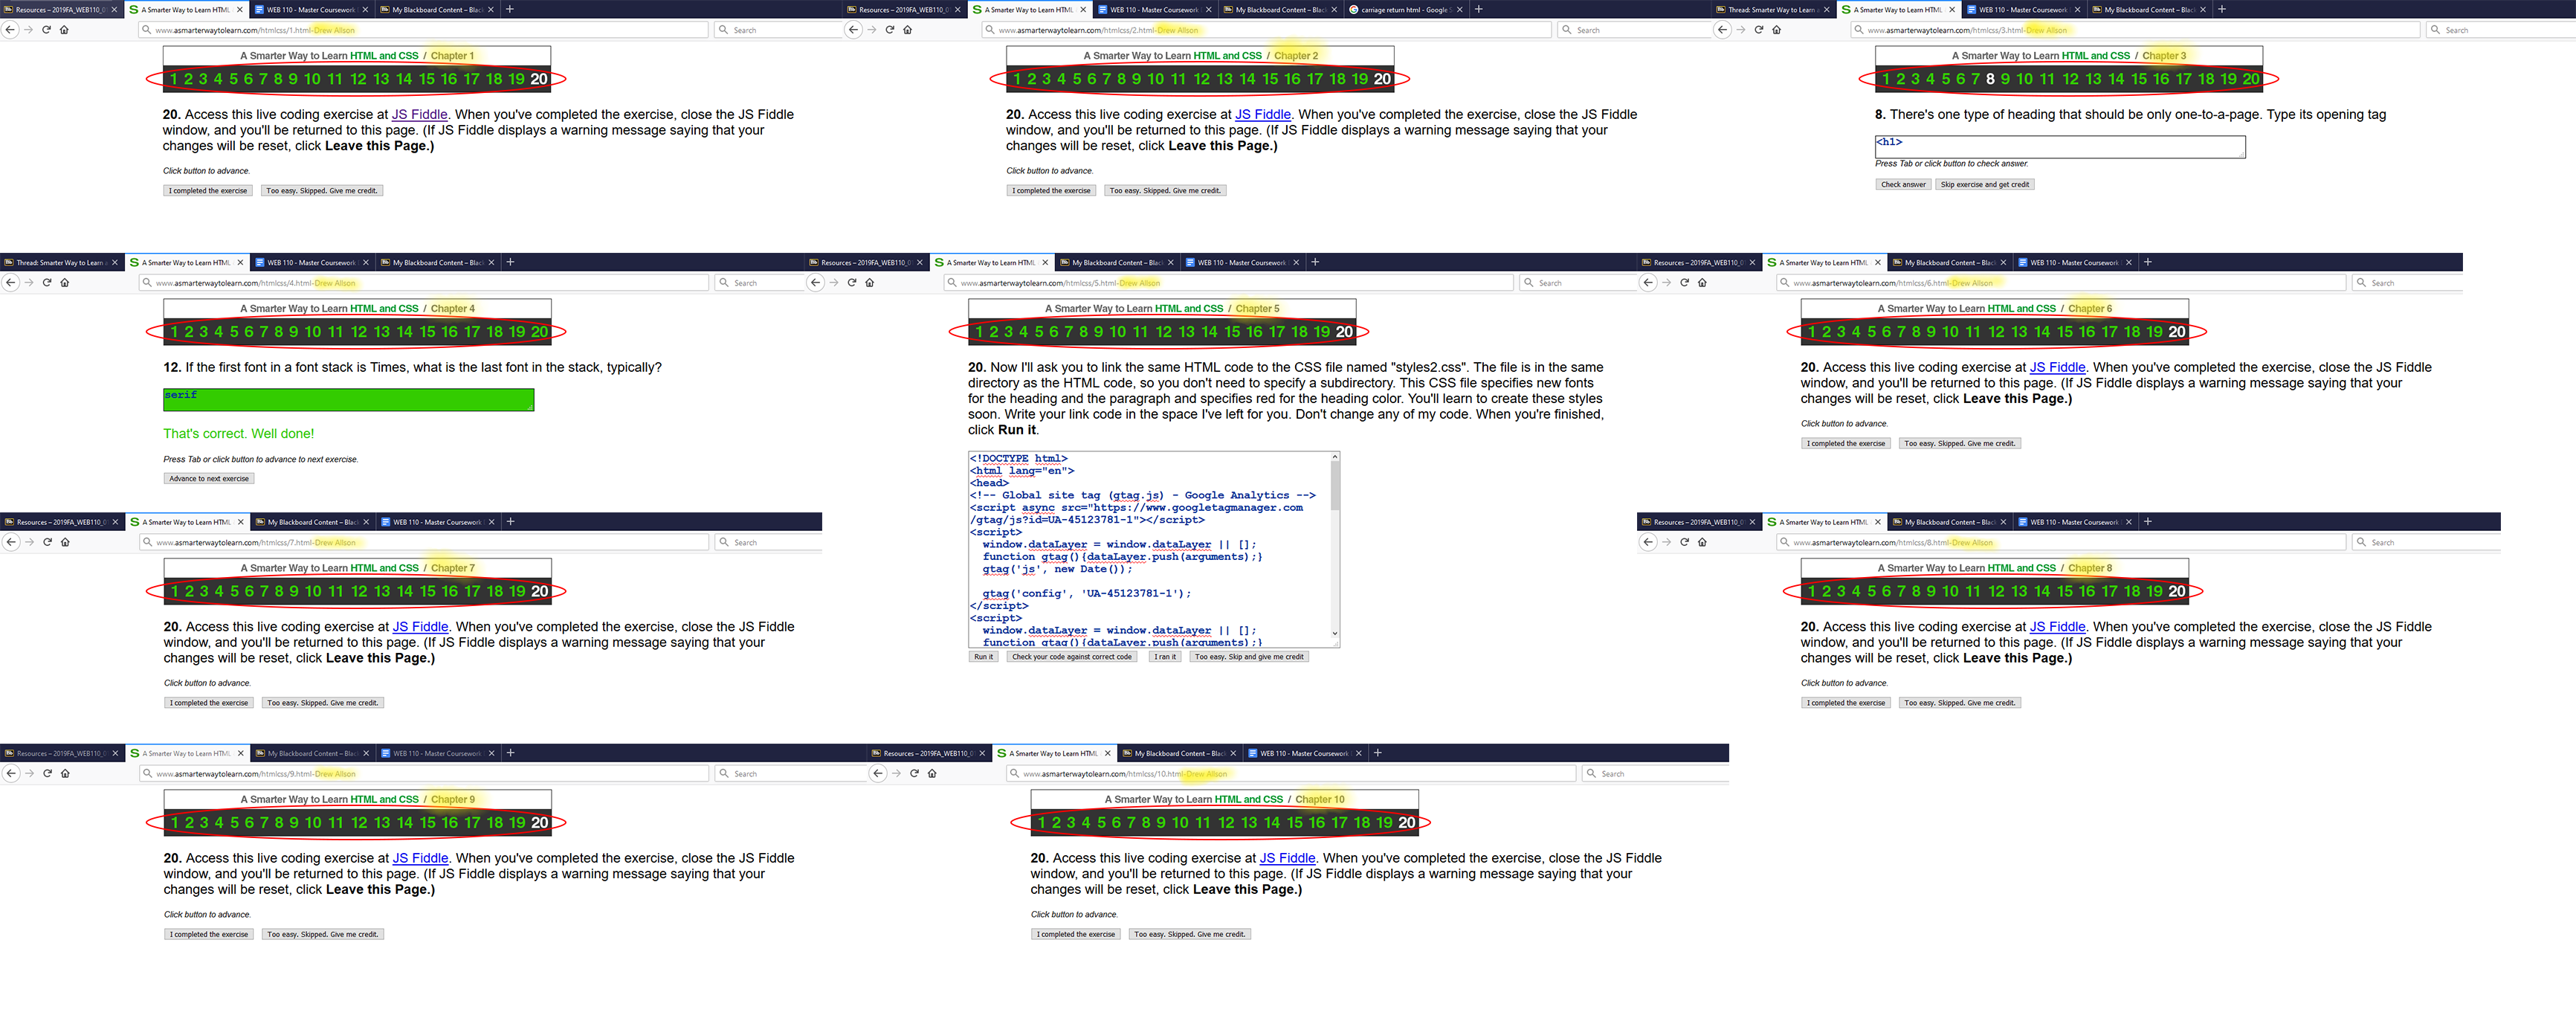 Resources – 2019FA_WEB110_0 A Smarter Way to Learn HTML WEB 110 - Master Coursework My Blackboard Content – Black
www.asmarterwaytolearn.com/htmlcss/1.html-Drew Allson Search
A Smarter Way to Learn HTML and CSS / Chapter 1
1 2 3 4 5 6 7 8 9 10 11 12 13 14 15 16 17 18 19 20
20. Access this live coding exercise at JS Fiddle. When you've completed the exercise, close the JS Fiddle
window, and you'll be returned to this page. (If JS Fiddle displays a warning message saying that your
changes will be reset, click Leave this Page.)
Click button to advance.
I completed the exercise Too easy. Skipped. Give me credit.
Resources – 2019FA_WEB110_0 A Smarter Way to Learn HTML WEB 110 - Master Coursework My Blackboard Content – Black carriage return html - Google S
www.asmarterwaytolearn.com/htmlcss/2.html-Drew Allson Search
A Smarter Way to Learn HTML and CSS / Chapter 2
1 2 3 4 5 6 7 8 9 10 11 12 13 14 15 16 17 18 19 20
20. Access this live coding exercise at JS Fiddle. When you've completed the exercise, close the JS Fiddle
window, and you'll be returned to this page. (If JS Fiddle displays a warning message saying that your
changes will be reset, click Leave this Page.)
Click button to advance.
I completed the exercise Too easy. Skipped. Give me credit.
Thread: Smarter Way to Learn a A Smarter Way to Learn HTML WEB 110 - Master Coursework My Blackboard Content – Black
www.asmarterwaytolearn.com/htmlcss/3.html-Drew Allson Search
A Smarter Way to Learn HTML and CSS / Chapter 3
1 2 3 4 5 6 7 8 9 10 11 12 13 14 15 16 17 18 19 20
8. There's one type of heading that should be only one-to-a-page. Type its opening tag
<h1>
Press Tab or click button to check answer.
Check answer Skip exercise and get credit
Thread: Smarter Way to Learn a A Smarter Way to Learn HTML WEB 110 - Master Coursework My Blackboard Content – Black
www.asmarterwaytolearn.com/htmlcss/4.html-Drew Allson Search
A Smarter Way to Learn HTML and CSS / Chapter 4
1 2 3 4 5 6 7 8 9 10 11 12 13 14 15 16 17 18 19 20
12. If the first font in a font stack is Times, what is the last font in the stack, typically?
serif
That's correct. Well done!
Press Tab or click button to advance to next exercise.
Advance to next exercise
Resources – 2019FA_WEB110_0 A Smarter Way to Learn HTML My Blackboard Content – Black WEB 110 - Master Coursework
www.asmarterwaytolearn.com/htmlcss/5.html-Drew Allson Search
A Smarter Way to Learn HTML and CSS / Chapter 5
1 2 3 4 5 6 7 8 9 10 11 12 13 14 15 16 17 18 19 20
20. Now I'll ask you to link the same HTML code to the CSS file named "styles2.css". The file is in the same
directory as the HTML code, so you don't need to specify a subdirectory. This CSS file specifies new fonts
for the heading and the paragraph and specifies red for the heading color. You'll learn to create these styles
soon. Write your link code in the space I've left for you. Don't change any of my code. When you're finished,
click Run it.
<!DOCTYPE html>
<html lang="en">
<head>
<!-- Global site tag (gtag.js) - Google Analytics -->
<script async src="https://www.googletagmanager.com
/gtag/js?id=UA-45123781-1"></script>
<script>
window.dataLayer = window.dataLayer || [];
function gtag(){dataLayer.push(arguments);}
gtag('js', new Date());
gtag('config', 'UA-45123781-1');
</script>
<script>
window.dataLayer = window.dataLayer || [];
function gtag(){dataLayer.push(arguments);}
Run it Check your code against correct code I ran it Too easy. Skip and give me credit
Resources – 2019FA_WEB110_0 A Smarter Way to Learn HTML My Blackboard Content – Black WEB 110 - Master Coursework
www.asmarterwaytolearn.com/htmlcss/6.html-Drew Allson Search
A Smarter Way to Learn HTML and CSS / Chapter 6
1 2 3 4 5 6 7 8 9 10 11 12 13 14 15 16 17 18 19 20
20. Access this live coding exercise at JS Fiddle. When you've completed the exercise, close the JS Fiddle
window, and you'll be returned to this page. (If JS Fiddle displays a warning message saying that your
changes will be reset, click Leave this Page.)
Click button to advance.
I completed the exercise Too easy. Skipped. Give me credit.
Resources – 2019FA_WEB110_0 A Smarter Way to Learn HTML My Blackboard Content – Black WEB 110 - Master Coursework
www.asmarterwaytolearn.com/htmlcss/7.html-Drew Allson Search
A Smarter Way to Learn HTML and CSS / Chapter 7
1 2 3 4 5 6 7 8 9 10 11 12 13 14 15 16 17 18 19 20
20. Access this live coding exercise at JS Fiddle. When you've completed the exercise, close the JS Fiddle
window, and you'll be returned to this page. (If JS Fiddle displays a warning message saying that your
changes will be reset, click Leave this Page.)
Click button to advance.
I completed the exercise Too easy. Skipped. Give me credit.
Resources – 2019FA_WEB110_0 A Smarter Way to Learn HTML My Blackboard Content – Black WEB 110 - Master Coursework
www.asmarterwaytolearn.com/htmlcss/8.html-Drew Allson Search
A Smarter Way to Learn HTML and CSS / Chapter 8
1 2 3 4 5 6 7 8 9 10 11 12 13 14 15 16 17 18 19 20
20. Access this live coding exercise at JS Fiddle. When you've completed the exercise, close the JS Fiddle
window, and you'll be returned to this page. (If JS Fiddle displays a warning message saying that your
changes will be reset, click Leave this Page.)
Click button to advance.
I completed the exercise Too easy. Skipped. Give me credit.
Resources – 2019FA_WEB110_0 A Smarter Way to Learn HTML My Blackboard Content – Black WEB 110 - Master Coursework
www.asmarterwaytolearn.com/htmlcss/9.html-Drew Allson Search
A Smarter Way to Learn HTML and CSS / Chapter 9
1 2 3 4 5 6 7 8 9 10 11 12 13 14 15 16 17 18 19 20
20. Access this live coding exercise at JS Fiddle. When you've completed the exercise, close the JS Fiddle
window, and you'll be returned to this page. (If JS Fiddle displays a warning message saying that your
changes will be reset, click Leave this Page.)
Click button to advance.
I completed the exercise Too easy. Skipped. Give me credit.
Resources – 2019FA_WEB110_0 A Smarter Way to Learn HTML My Blackboard Content – Black WEB 110 - Master Coursework
www.asmarterwaytolearn.com/htmlcss/10.html-Drew Allson Search
A Smarter Way to Learn HTML and CSS / Chapter 10
1 2 3 4 5 6 7 8 9 10 11 12 13 14 15 16 17 18 19 20
20. Access this live coding exercise at JS Fiddle. When you've completed the exercise, close the JS Fiddle
window, and you'll be returned to this page. (If JS Fiddle displays a warning message saying that your
changes will be reset, click Leave this Page.)
Click button to advance.
I completed the exercise Too easy. Skipped. Give me credit.